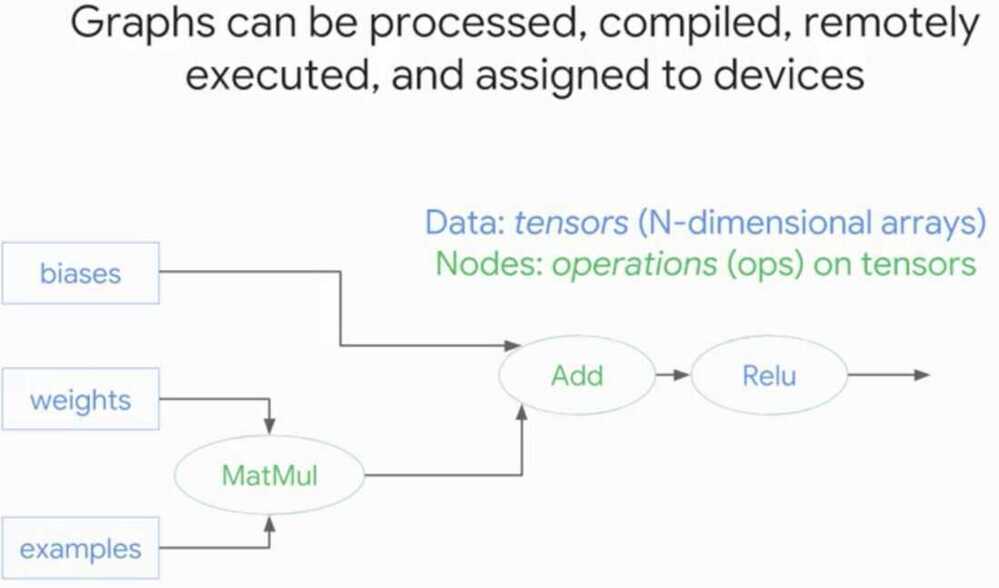 Graphs can be processed, compiled, remotely
executed, and assigned to devices
Data: tensors (N-dimensional arrays)
Nodes: operations (ops) on tensors
biases
weights
examples
MatMul
Add
Relu